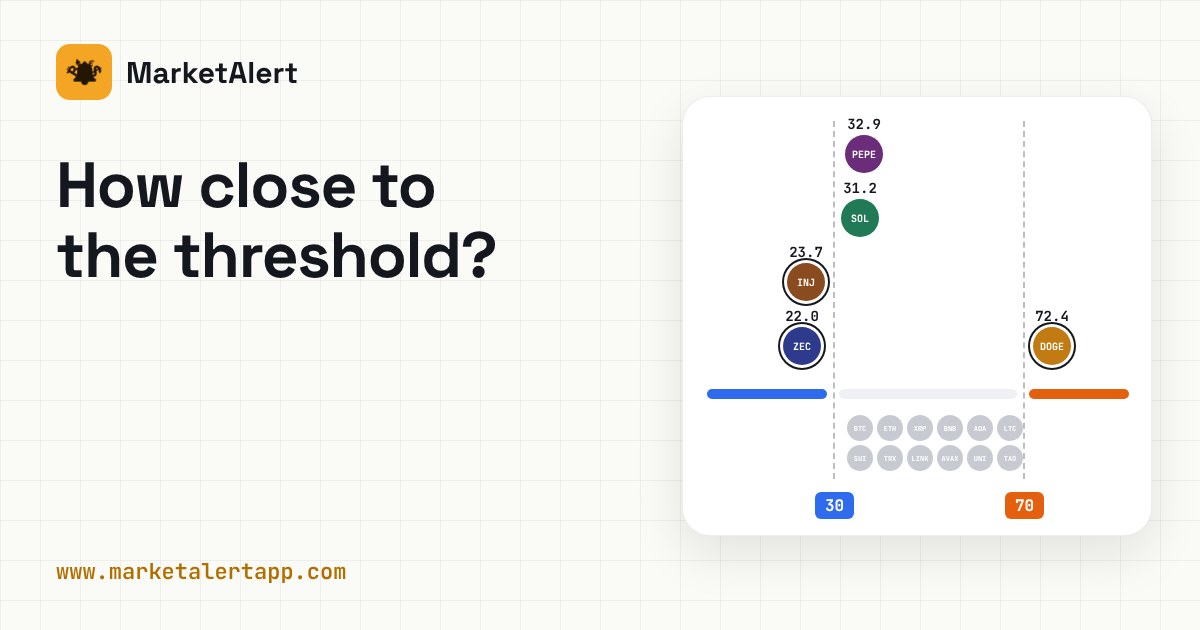 MarketAlert
How close to
the threshold?
32.9
PEPE
31.2
SOL
23.7
INJ
22.0
ZEC
72.4
DOGE
BTC ETH XRP BNB ADA LTC
SUI TRX LINK AVAX UNI TAO
30
70
www.marketalertapp.com